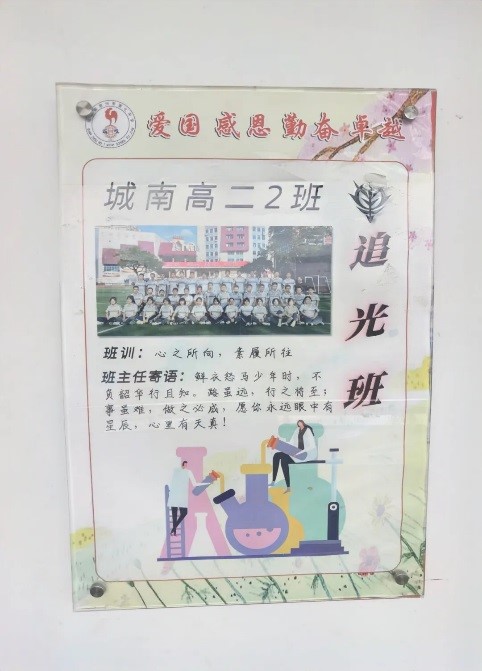 爱国 感恩 勤奋 卓越
城南高二2班
追光班
班训：心之所向，素履所往
班主任寄语：鲜衣怒马少年时，不
负韶华行且知。路虽远，行之将至；
事虽难，做之必成，愿你永远眼中有
星辰，心里有天真！